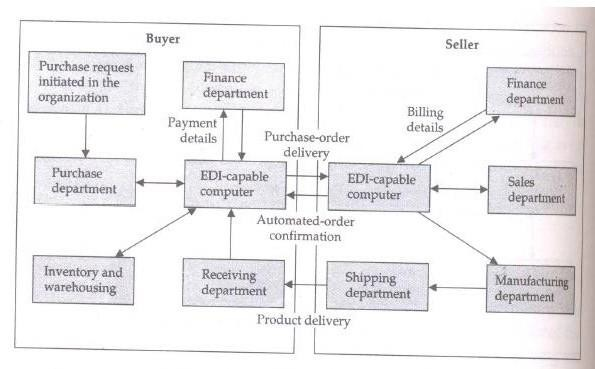 Buyer
Seller
Purchase request
initiated in the
organization
Finance
department
Finance
department
Payment
details
Billing
details
Purchase-order
delivery
Purchase
department
EDI-capable
computer
EDI-capable
computer
Sales
department
Automated-order
confirmation
Inventory and
warehousing
Receiving
department
Shipping
department
Manufacturing
department
Product delivery